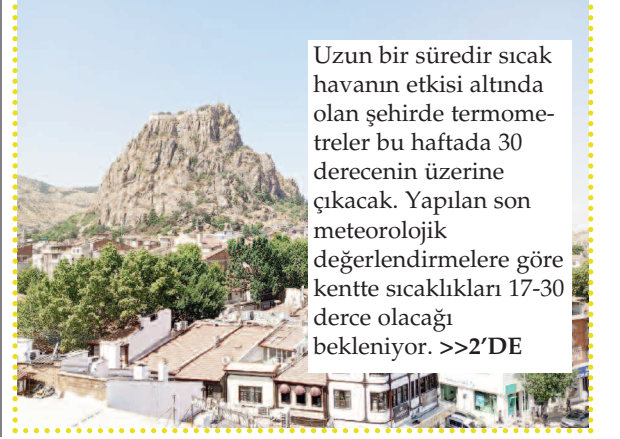 Uzun bir süredir sıcak
havanın etkisi altında
olan şehirde termome-
treler bu haftada 30
derecenin üzerine
çıkacak. Yapılan son
meteorolojik
değerlendirmelere göre
kentte sıcaklıkları 17-30
derce olacağı
bekleniyor. >>2'DE